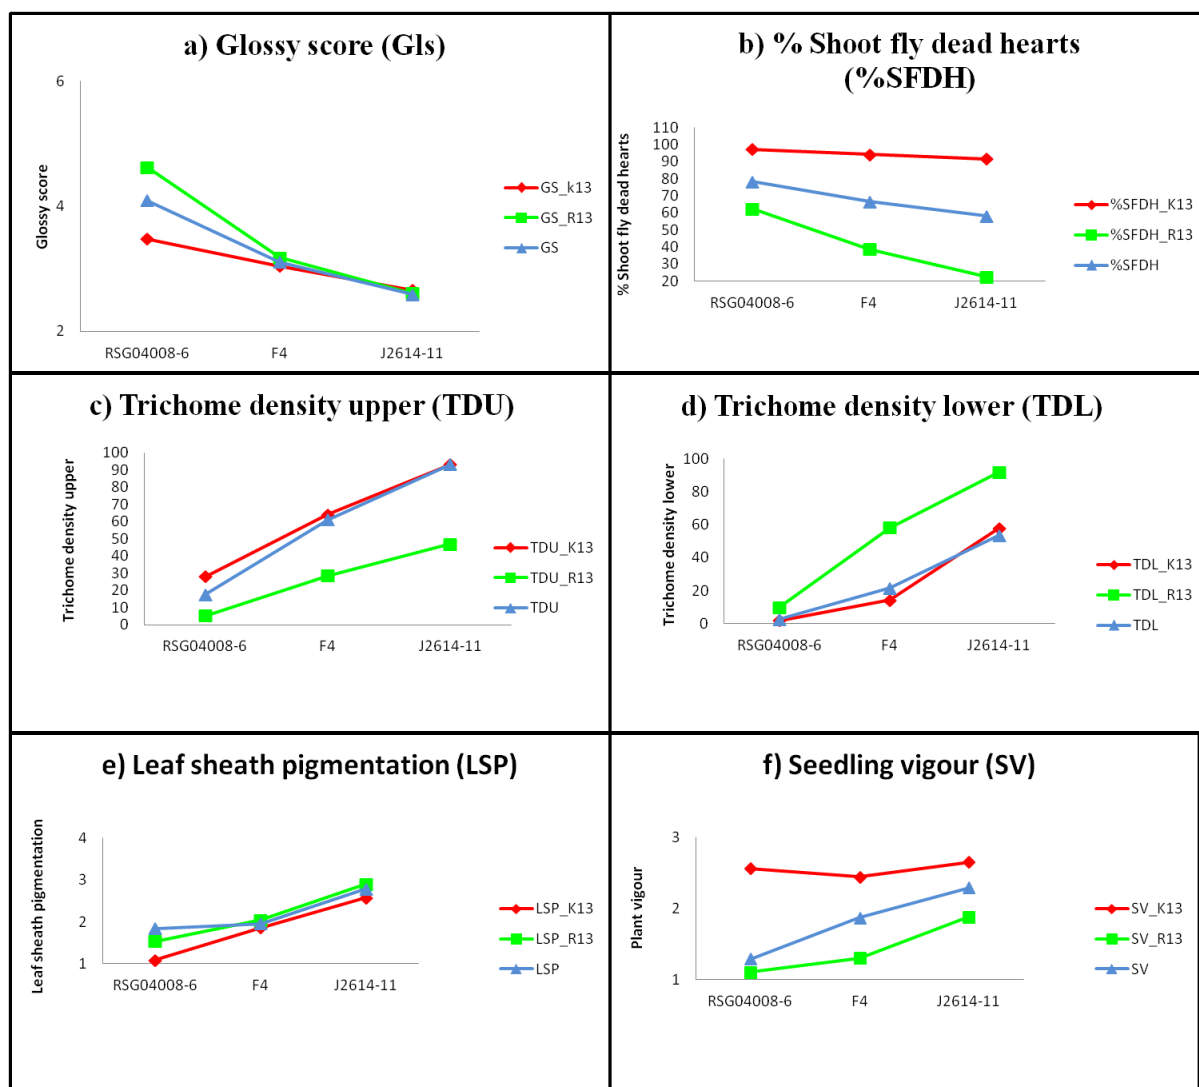 a) Glossy score (Gls)
6
4
2
Glossy score
RSG04008-6 F4 J2614-11
GS_k13
GS_R13
GS
b) % Shoot fly dead hearts
(%SFDH)
110
100
90
80
70
60
50
40
30
20
% Shoot fly dead hearts
RSG04008-6 F4 J2614-11
%SFDH_K13
%SFDH_R13
%SFDH
c) Trichome density upper (TDU)
100
90
80
70
60
50
40
30
20
10
0
Trichome density upper
RSG04008-6 F4 J2614-11
TDU_K13
TDU_R13
TDU
d) Trichome density lower (TDL)
100
80
60
40
20
0
Trichome density lower
RSG04008-6 F4 J2614-11
TDL_K13
TDL_R13
TDL
e) Leaf sheath pigmentation (LSP)
4
3
2
1
Leaf sheath pigmentation
RSG04008-6 F4 J2614-11
LSP_K13
LSP_R13
LSP
f) Seedling vigour (SV)
3
2
1
Plant vigour
RSG04008-6 F4 J2614-11
SV_K13
SV_R13
SV